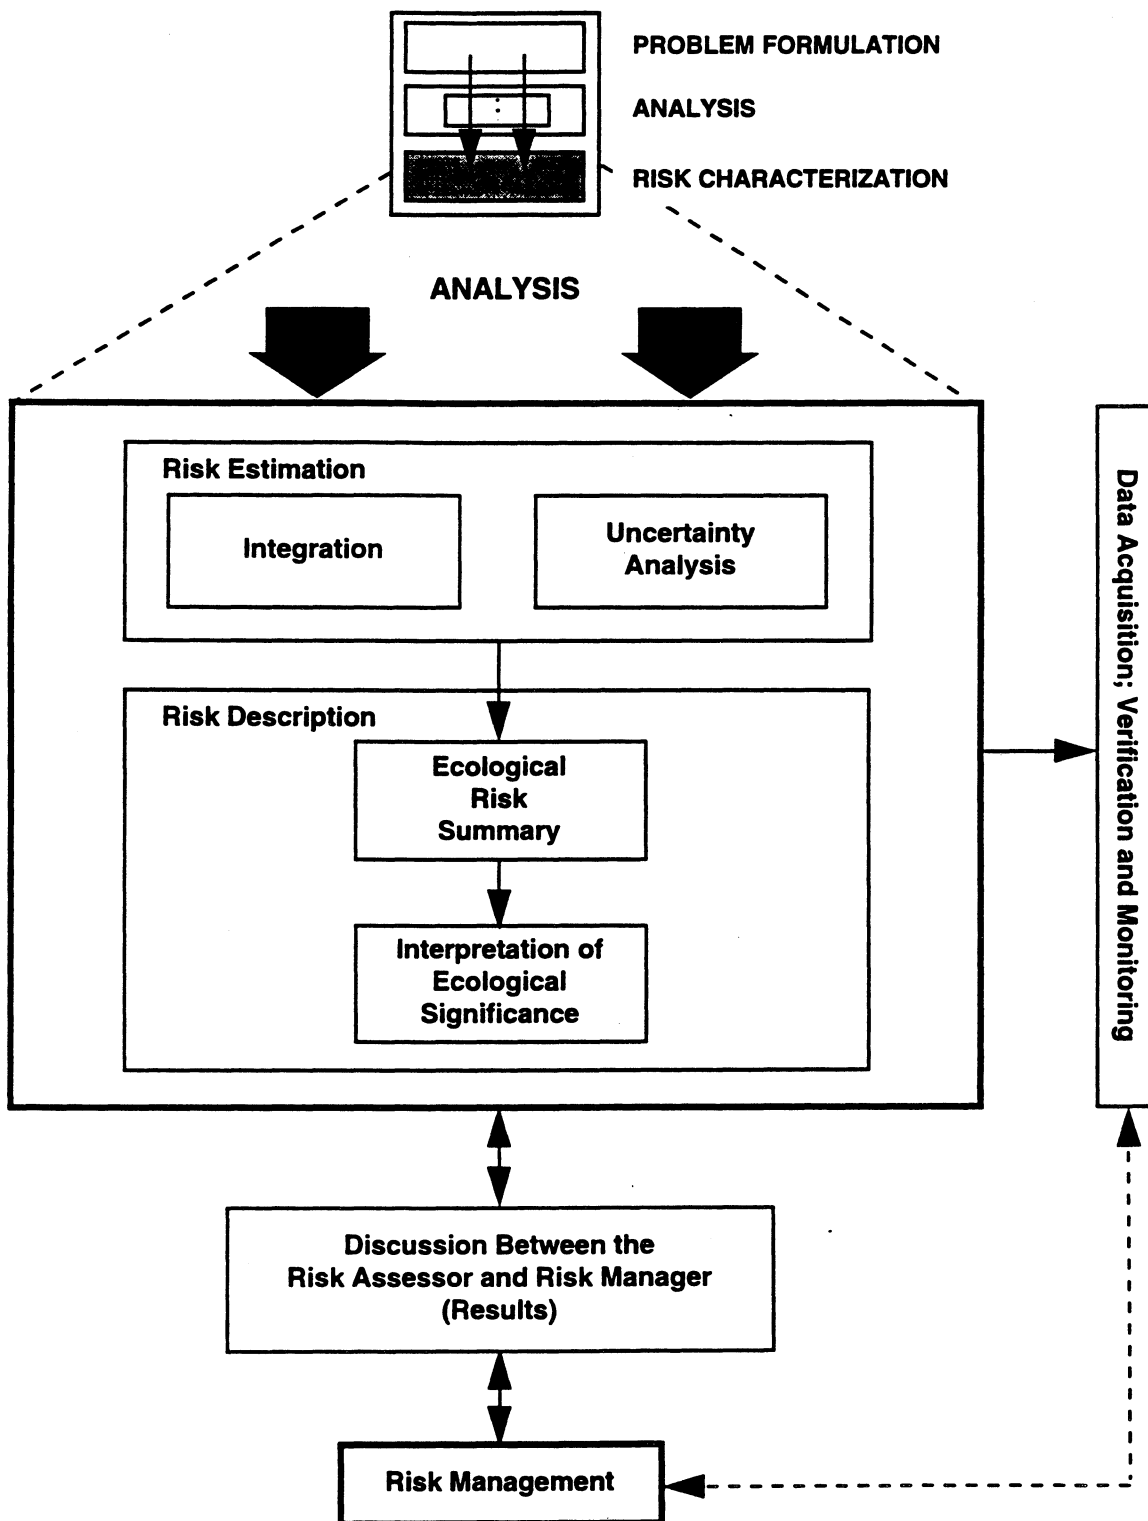 PROBLEM FORMULATION
ANALYSIS
RISK CHARACTERIZATION
ANALYSIS
Risk Estimation
Integration
Uncertainty
Analysis
Risk Description
Ecological
Risk
Summary
Interpretation of
Ecological
Significance
Data Acquisition; Verification and Monitoring
Discussion Between the
Risk Assessor and Risk Manager
(Results)
Risk Management